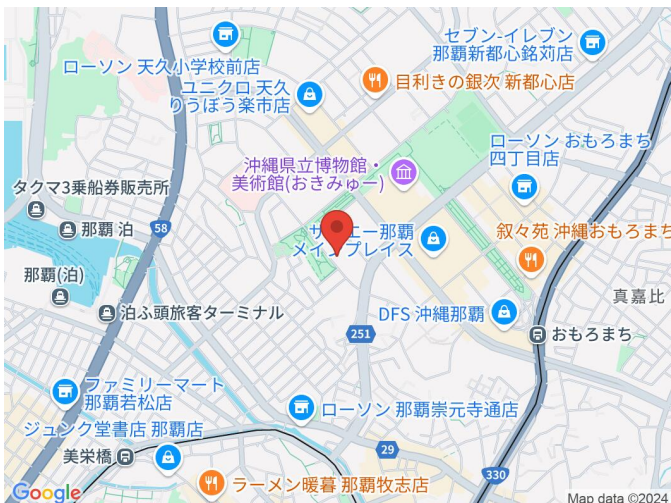 セブン-イレブン
那覇新都心銘苅店
ローソン 天久小学校前店
ユニクロ 天久
りうぼう楽市店
目利きの銀次 新都心店
ローソン おもろまち
四丁目店
沖縄県立博物館・
美術館(おきみゅー)
タクマ3乗船券販売所
那覇 泊
58
サンエー那覇
メインプレイス
叙々苑 沖縄おもろまち
那覇(泊)
泊ふ頭旅客ターミナル
DFS 沖縄那覇
真嘉比
251
おもろまち
ファミリーマート
那覇若松店
ローソン 那覇崇元寺通店
ジュンク堂書店 那覇店
29
美栄橋
330
ラーメン暖暮 那覇牧志店
Google
Map data ©2024